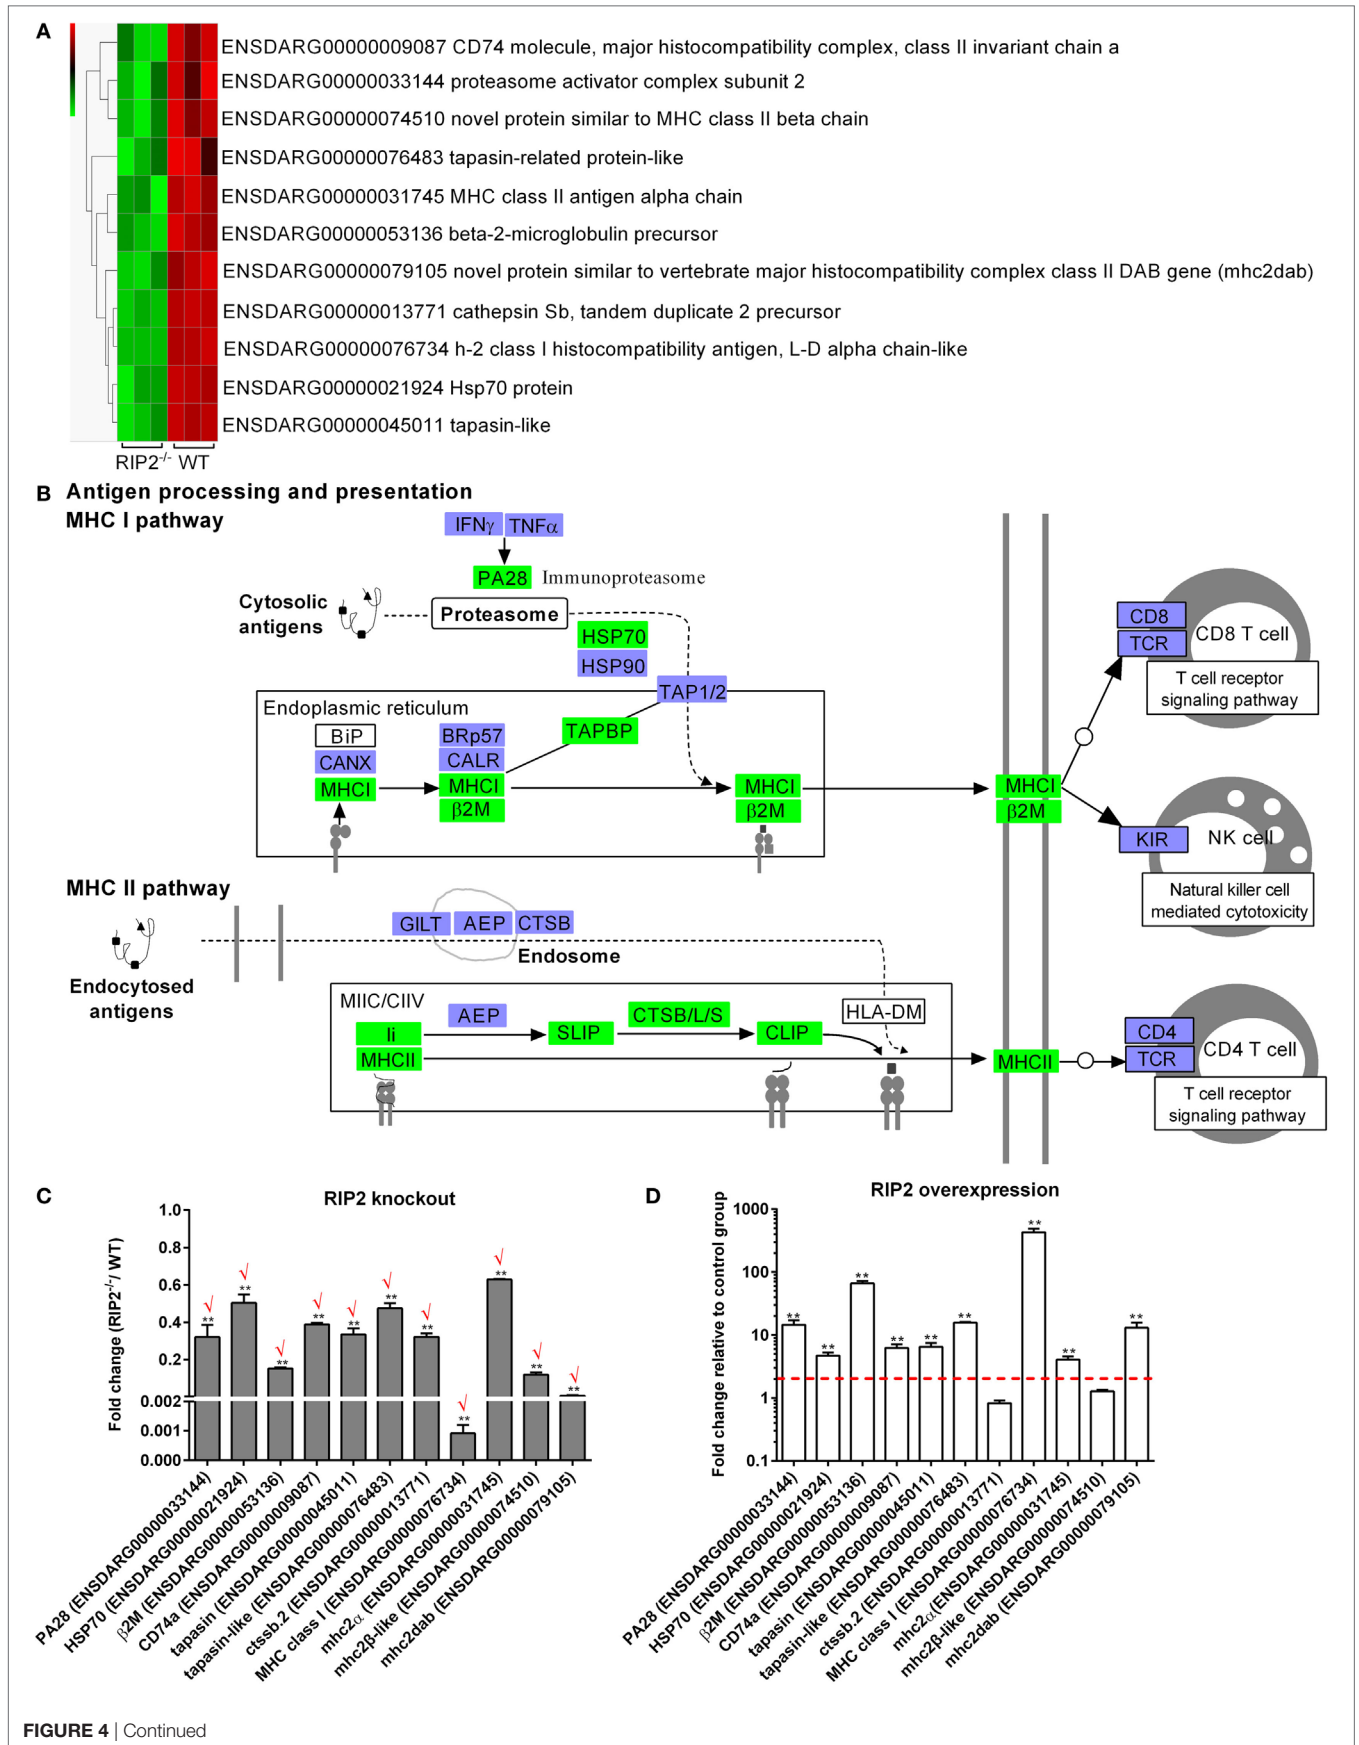 A
ENSDARG00000009087 CD74 molecule, major histocompatibility complex, class II invariant chain a
ENSDARG00000033144 proteasome activator complex subunit 2
ENSDARG00000074510 novel protein similar to MHC class II beta chain
ENSDARG00000076483 tapasin-related protein-like
ENSDARG00000031745 MHC class II antigen alpha chain
ENSDARG00000053136 beta-2-microglobulin precursor
ENSDARG00000079105 novel protein similar to vertebrate major histocompatibility complex class II DAB gene (mhc2dab)
ENSDARG00000013771 cathepsin Sb, tandem duplicate 2 precursor
ENSDARG00000076734 h-2 class I histocompatibility antigen, L-D alpha chain-like
ENSDARG00000021924 Hsp70 protein
ENSDARG00000045011 tapasin-like
RIP2-/- WT
B Antigen processing and presentation
MHC I pathway
IFNγ TNFα
PA28 Immunoproteasome
Cytosolic
antigens
Proteasome
HSP70
HSP90
TAP1/2
Endoplasmic reticulum
BiP
CANX
MHCI
BRp57
CALR
MHCI
β2M
TAPBP
MHCI
β2M
MHCI
β2M
CD8
TCR
CD8 T cell
T cell receptor
signaling pathway
KIR
NK cell
Natural killer cell
mediated cytotoxicity
MHC II pathway
Endocytosed
antigens
GILT AEP CTSB
Endosome
MIIC/CIIV
Ii
MHCII
AEP
SLIP
CTSB/L/S
CLIP
HLA-DM
MHCII
CD4
TCR
CD4 T cell
T cell receptor
signaling pathway
C
RIP2 knockout
Fold change (RIP2-/-/ WT)
1.0
0.8
0.6
0.4
0.2
0.002
0.001
0.000
√ √ √ √ √ √ √ √ √ √ √
** ** ** ** ** ** ** ** ** ** **
PA28 (ENSDARG00000033144)
HSP70 (ENSDARG00000021924)
β2M (ENSDARG00000053136)
CD74a (ENSDARG00000009087)
tapasin (ENSDARG00000045011)
tapasin-like (ENSDARG00000076483)
ctssb.2 (ENSDARG00000013771)
MHC class I (ENSDARG00000076734)
mhc2α (ENSDARG00000031745)
mhc2β-like (ENSDARG00000074510)
mhc2dab (ENSDARG00000079105)
D
RIP2 overexpression
Fold change relative to control group
1000
100
10
1
0.1
** ** ** ** ** ** ** ** **
PA28 (ENSDARG00000033144)
HSP70 (ENSDARG00000021924)
β2M (ENSDARG00000053136)
CD74a (ENSDARG00000009087)
tapasin (ENSDARG00000045011)
tapasin-like (ENSDARG00000076483)
ctssb.2 (ENSDARG00000013771)
MHC class I (ENSDARG00000076734)
mhc2α (ENSDARG00000031745)
mhc2β-like (ENSDARG00000074510)
mhc2dab (ENSDARG00000079105)
FIGURE 4 | Continued